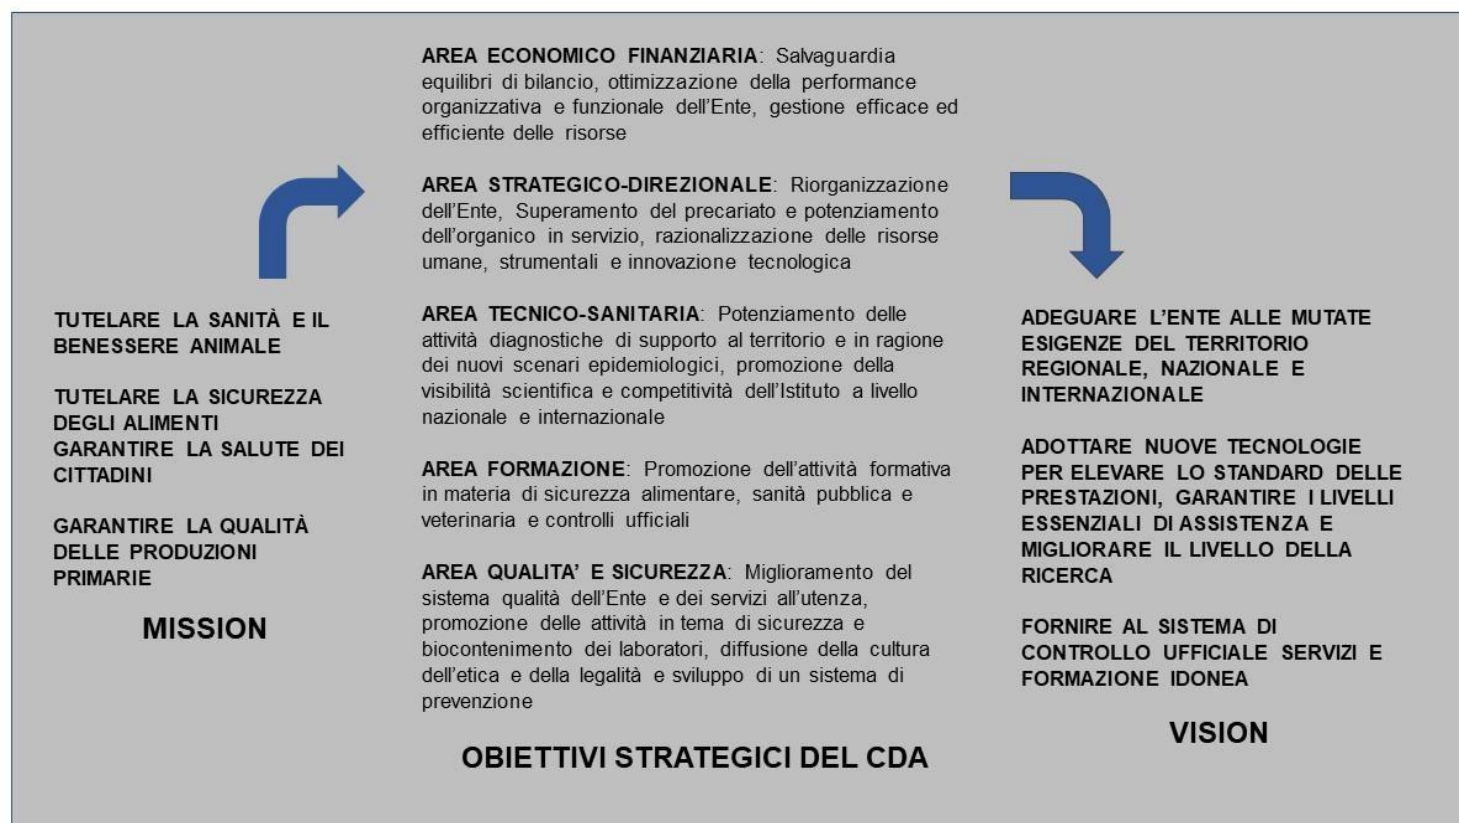 TUTELARE LA SANITÀ E IL
BENESSERE ANIMALE
TUTELARE LA SICUREZZA
DEGLI ALIMENTI
GARANTIRE LA SALUTE DEI
CITTADINI
GARANTIRE LA QUALITÀ
DELLE PRODUZIONI
PRIMARIE
MISSION
AREA ECONOMICO FINANZIARIA: Salvaguardia
equilibri di bilancio, ottimizzazione della performance
organizzativa e funzionale dell'Ente, gestione efficace ed
efficiente delle risorse
AREA STRATEGICO-DIREZIONALE: Riorganizzazione
dell'Ente, Superamento del precariato e potenziamento
dell'organico in servizio, razionalizzazione delle risorse
umane, strumentali e innovazione tecnologica
AREA TECNICO-SANITARIA: Potenziamento delle
attività diagnostiche di supporto al territorio e in ragione
dei nuovi scenari epidemiologici, promozione della
visibilità scientifica e competitività dell'Istituto a livello
nazionale e internazionale
AREA FORMAZIONE: Promozione dell'attività formativa
in materia di sicurezza alimentare, sanità pubblica e
veterinaria e controlli ufficiali
AREA QUALITA' E SICUREZZA: Miglioramento del
sistema qualità dell'Ente e dei servizi all'utenza,
promozione delle attività in tema di sicurezza e
biocontenimento dei laboratori, diffusione della cultura
dell'etica e della legalità e sviluppo di un sistema di
prevenzione
OBIETTIVI STRATEGICI DEL CDA
ADEGUARE L'ENTE ALLE MUTATE
ESIGENZE DEL TERRITORIO
REGIONALE, NAZIONALE E
INTERNAZIONALE
ADOTTARE NUOVE TECNOLOGIE
PER ELEVARE LO STANDARD DELLE
PRESTAZIONI, GARANTIRE I LIVELLI
ESSENZIALI DI ASSISTENZA E
MIGLIORARE IL LIVELLO DELLA
RICERCA
FORNIRE AL SISTEMA DI
CONTROLLO UFFICIALE SERVIZI E
FORMAZIONE IDONEA
VISION